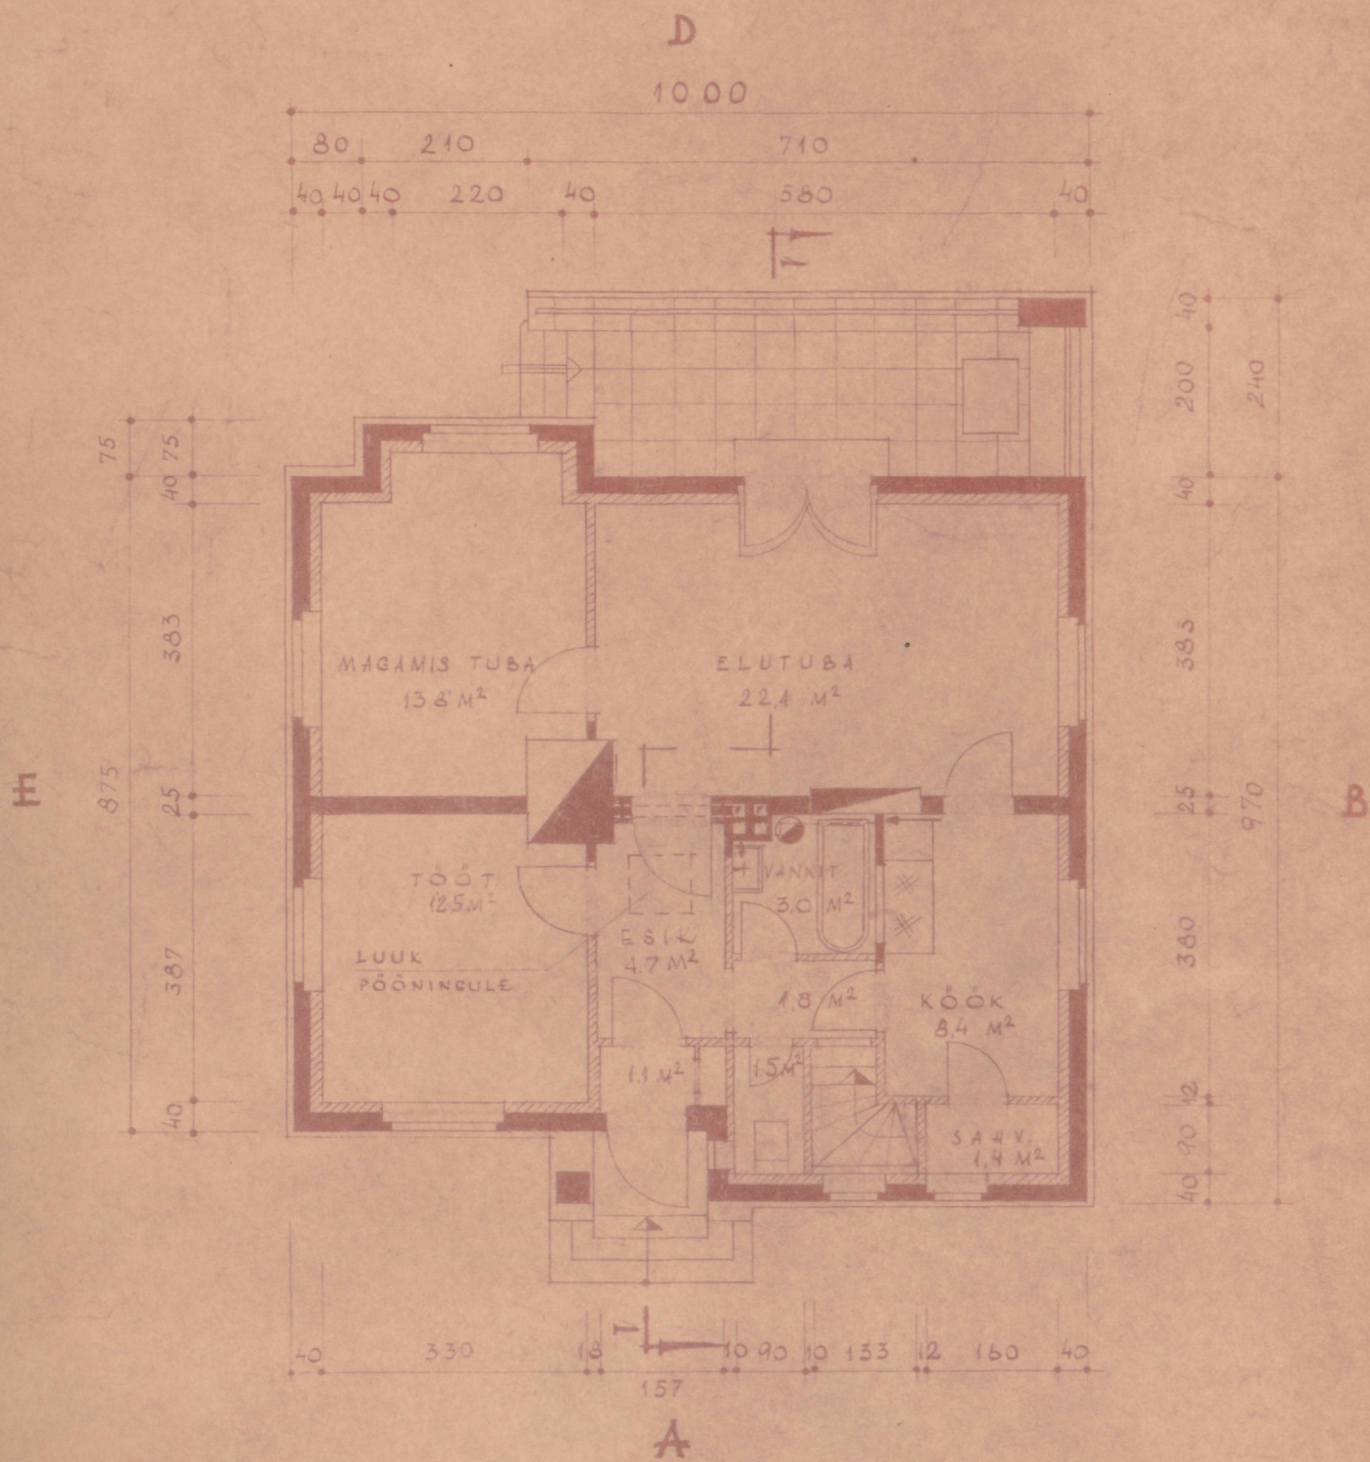 D
1000
80 210 710
40 40 40 220 40 580 40
1
40
200
240
40
383
25
970
380
12
90
40
75
75
40
383
875
25
387
40
E
B
MAGAMIS TUBA
13.8 M²
ELUTUBA
22.1 M²
TÖÖT.
12.5 M²
LUUK
PÖÖNINGULE
ESIK
4.7 M²
VANNIT
3.0 M²
1.8 M²
KÖÖK
8.4 M²
1.1 M²
1.5 M²
SAHV.
1.4 M²
1
40 330 18 10 90 10 133 12 160 40
157
A